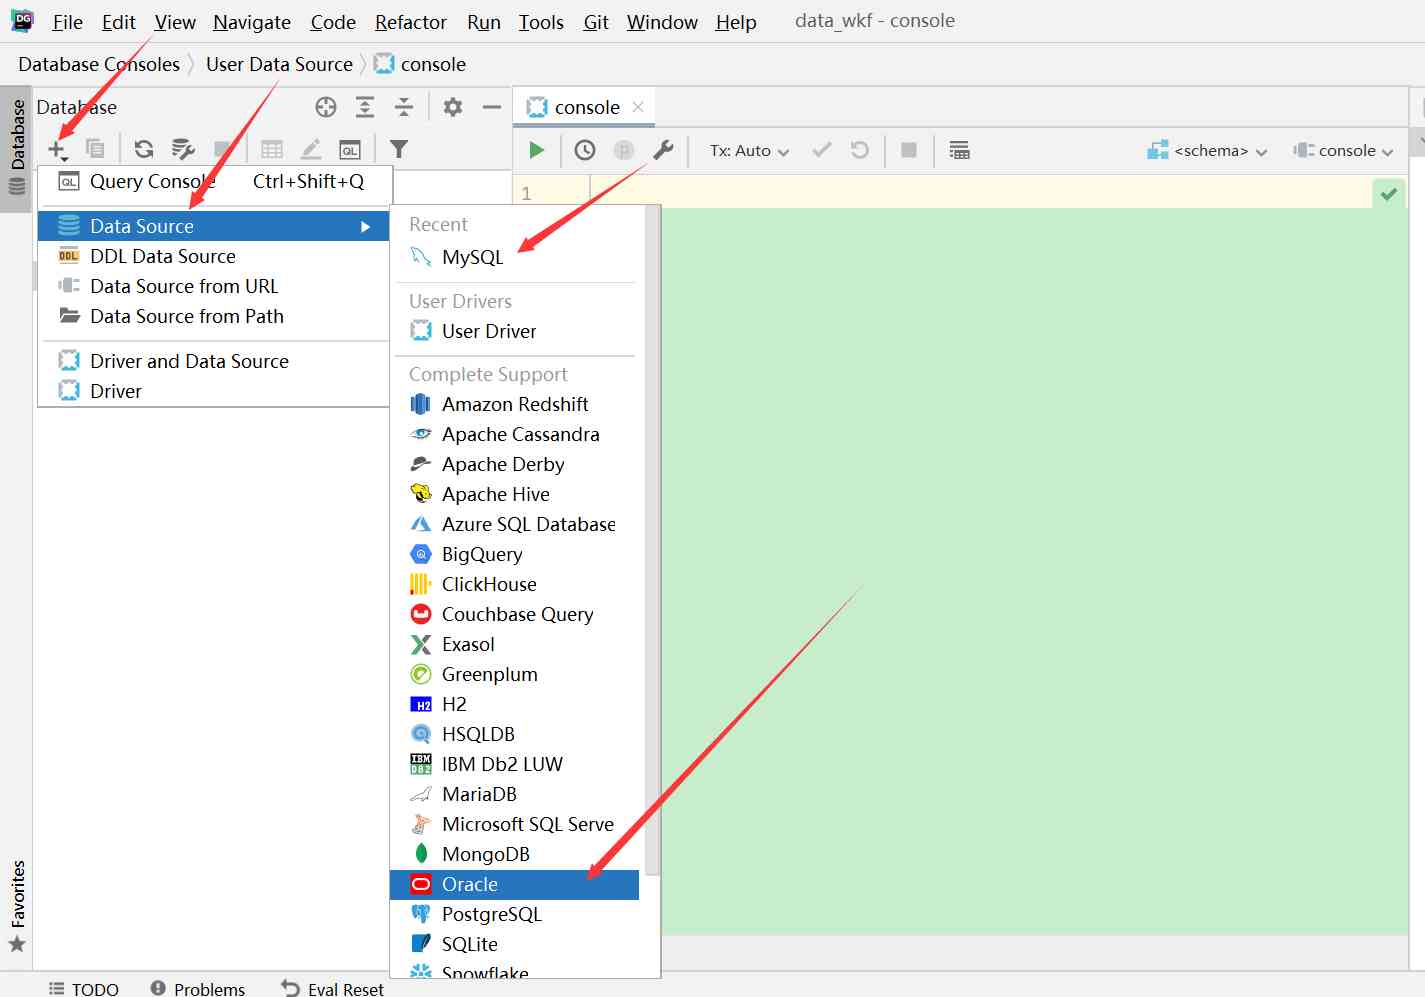 DG File Edit View Navigate Code Refactor Run Tools Git Window Help data_wkf - console
Database Consoles User Data Source console
Database
Database
console
QL
Tx: Auto <schema> console
QL Query Console Ctrl+Shift+Q
1
Data Source
DDL DDL Data Source
Data Source from URL
Data Source from Path
Driver and Data Source
Driver
Recent
MySQL
User Drivers
User Driver
Complete Support
Amazon Redshift
Apache Cassandra
Apache Derby
Apache Hive
Azure SQL Database
BigQuery
ClickHouse
Couchbase Query
Exasol
Greenplum
H2 H2
HSQLDB
IBM DB2 IBM Db2 LUW
MariaDB
Microsoft SQL Serve
MongoDB
Oracle
PostgreSQL
SQLite
Snowflake
Favorites
TODO Problems Eval Reset